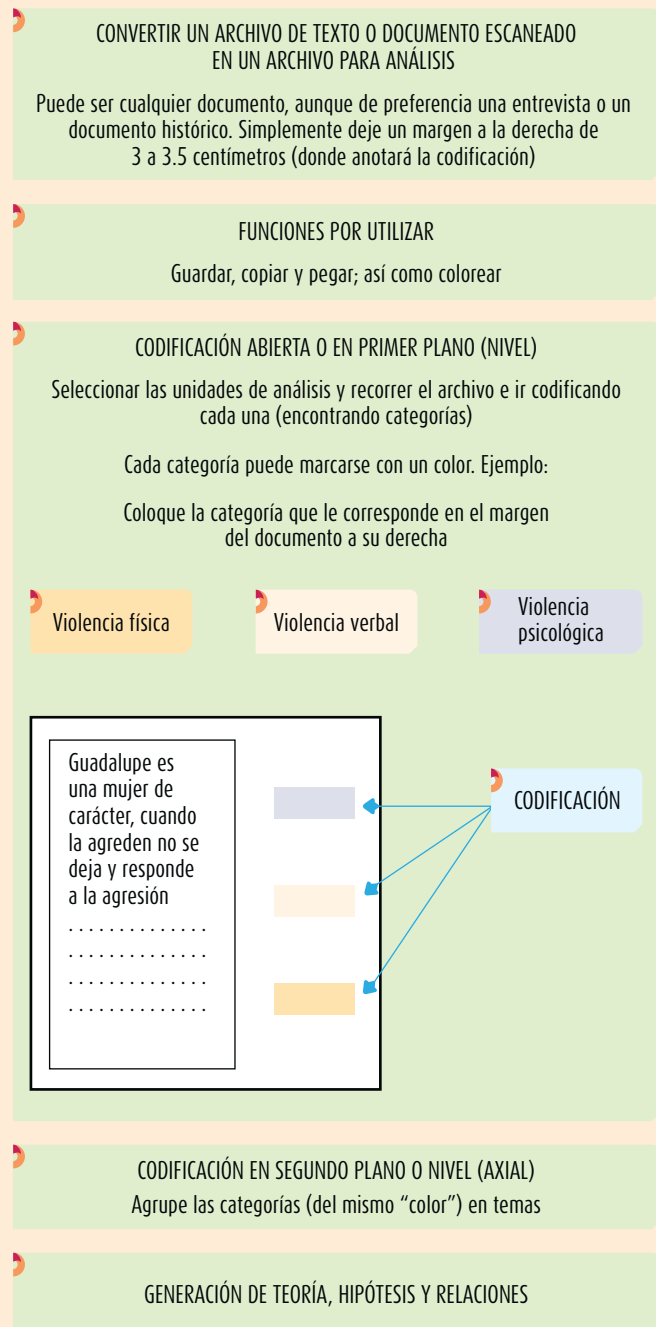 CONVERTIR UN ARCHIVO DE TEXTO O DOCUMENTO ESCANEADO
EN UN ARCHIVO PARA ANÁLISIS
Puede ser cualquier documento, aunque de preferencia una entrevista o un
documento histórico. Simplemente deje un margen a la derecha de
3 a 3.5 centímetros (donde anotará la codificación)
FUNCIONES POR UTILIZAR
Guardar, copiar y pegar; así como colorear
CODIFICACIÓN ABIERTA O EN PRIMER PLANO (NIVEL)
Seleccionar las unidades de análisis y recorrer el archivo e ir codificando
cada una (encontrando categorías)
Cada categoría puede marcarse con un color. Ejemplo:
Coloque la categoría que le corresponde en el margen
del documento a su derecha
Violencia física
Violencia verbal
Violencia
psicológica
Guadalupe es
una mujer de
carácter, cuando
la agreden no se
deja y responde
a la agresión
. . . . . . . . . . . . . .
. . . . . . . . . . . . . .
. . . . . . . . . . . . . .
. . . . . . . . . . . . . .
CODIFICACIÓN
CODIFICACIÓN EN SEGUNDO PLANO O NIVEL (AXIAL)
Agrupe las categorías (del mismo “color”) en temas
GENERACIÓN DE TEORÍA, HIPÓTESIS Y RELACIONES